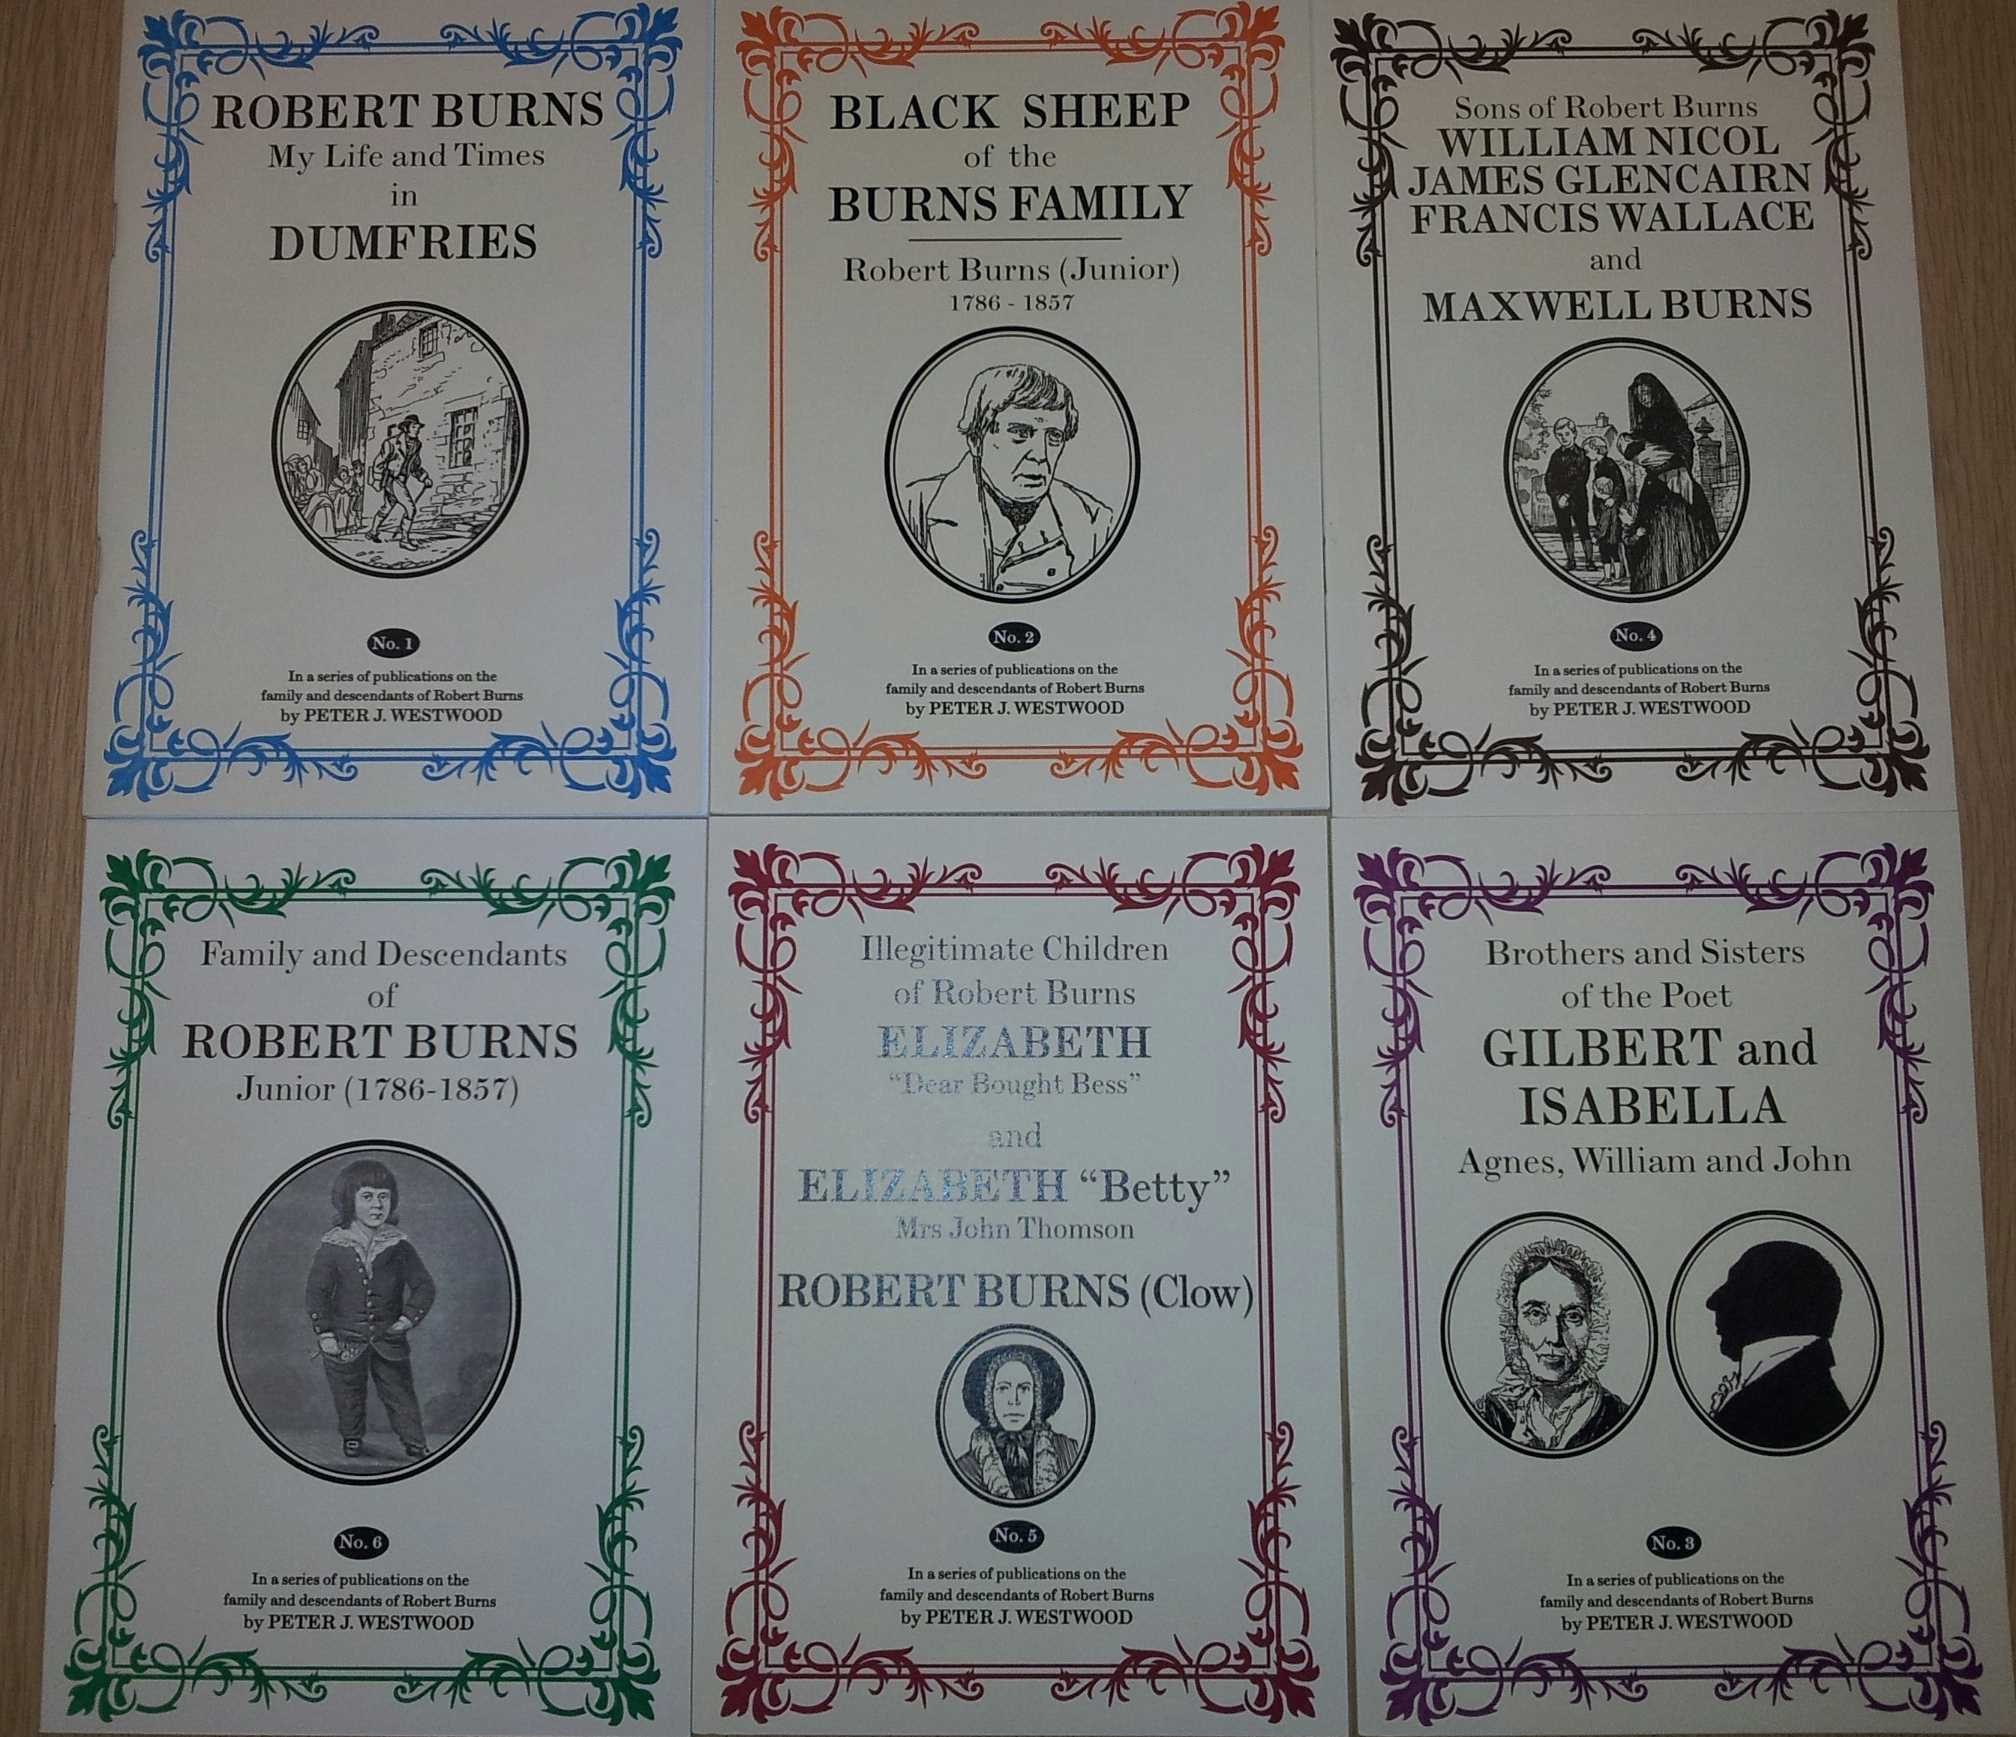 ROBERT BURNS
My Life and Times
in
DUMFRIES
No. 1
In a series of publications on the
family and descendants of Robert Burns
by PETER J. WESTWOOD
BLACK SHEEP
of the
BURNS FAMILY
Robert Burns (Junior)
1786 - 1857
No. 2
In a series of publications on the
family and descendants of Robert Burns
by PETER J. WESTWOOD
Sons of Robert Burns
WILLIAM NICOL
JAMES GLENCAIRN
FRANCIS WALLACE
and
MAXWELL BURNS
No. 4
In a series of publications on the
family and descendants of Robert Burns
by PETER J. WESTWOOD
Family and Descendants
of
ROBERT BURNS
Junior (1786-1857)
No. 6
In a series of publications on the
family and descendants of Robert Burns
by PETER J. WESTWOOD
Illegitimate Children
of Robert Burns
ELIZABETH
“Dear Bought Bess”
and
ELIZABETH “Betty”
Mrs John Thomson
ROBERT BURNS (Clow)
No. 5
In a series of publications on the
family and descendants of Robert Burns
by PETER J. WESTWOOD
Brothers and Sisters
of the Poet
GILBERT and
ISABELLA
Agnes, William and John
No. 3
In a series of publications on the
family and descendants of Robert Burns
by PETER J. WESTWOOD